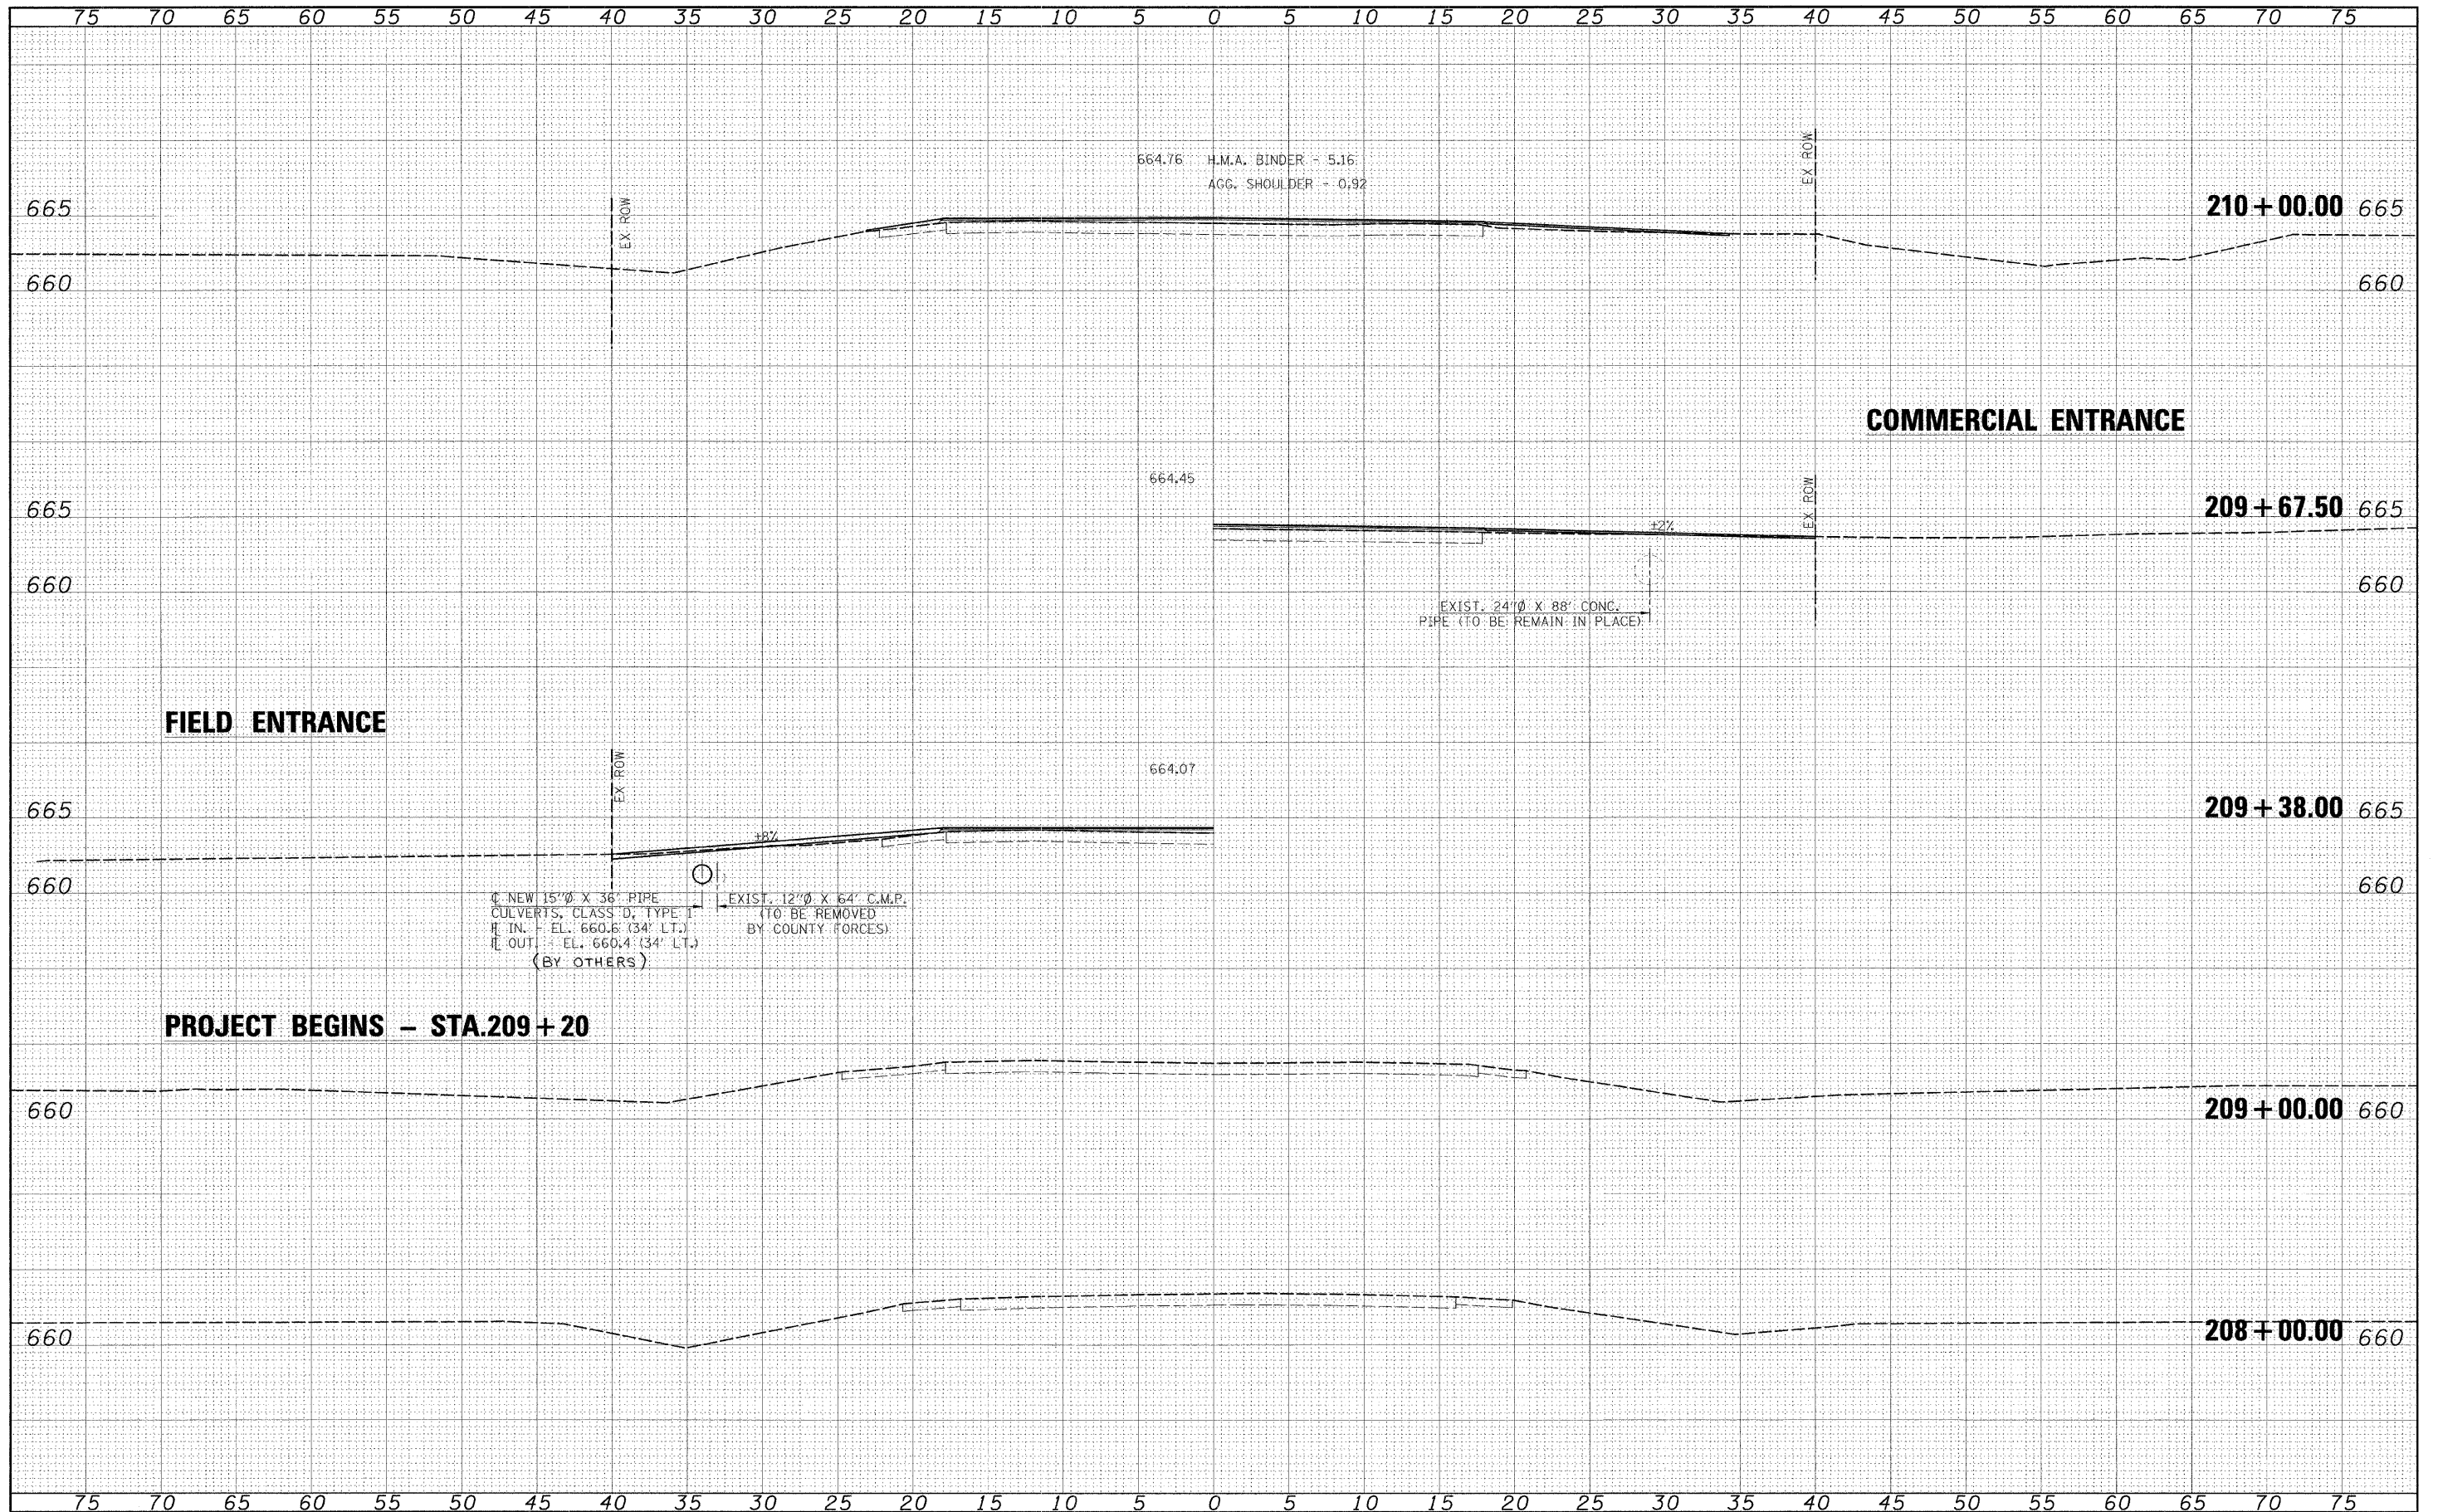 75 70 65 60 55 50 45 40 35 30 25 20 15 10 5 0 5 10 15 20 25 30 35 40 45 50 55 60 65 70 75
664.76 H.M.A. BINDER - 5.16
AGG. SHOULDER - 0.92
EX ROW
EX ROW
665 210+00.00 665
660 660
COMMERCIAL ENTRANCE
664.45
EX ROW
665 209+67.50 665
±2%
660 660
EXIST. 24"Ø X 88' CONC.
PIPE (TO BE REMAIN IN PLACE)
FIELD ENTRANCE
EX ROW
664.07
665 209+38.00 665
±8%
660 660
℄ NEW 15"Ø X 36' PIPE
CULVERTS, CLASS D, TYPE 1
IN. - EL. 660.6 (34' LT.)
OUT. - EL. 660.4 (34' LT.)
(BY OTHERS)
EXIST. 12"Ø X 64' C.M.P.
(TO BE REMOVED
BY COUNTY FORCES)
PROJECT BEGINS – STA.209+20
660 209+00.00 660
660 208+00.00 660
75 70 65 60 55 50 45 40 35 30 25 20 15 10 5 0 5 10 15 20 25 30 35 40 45 50 55 60 65 70 75